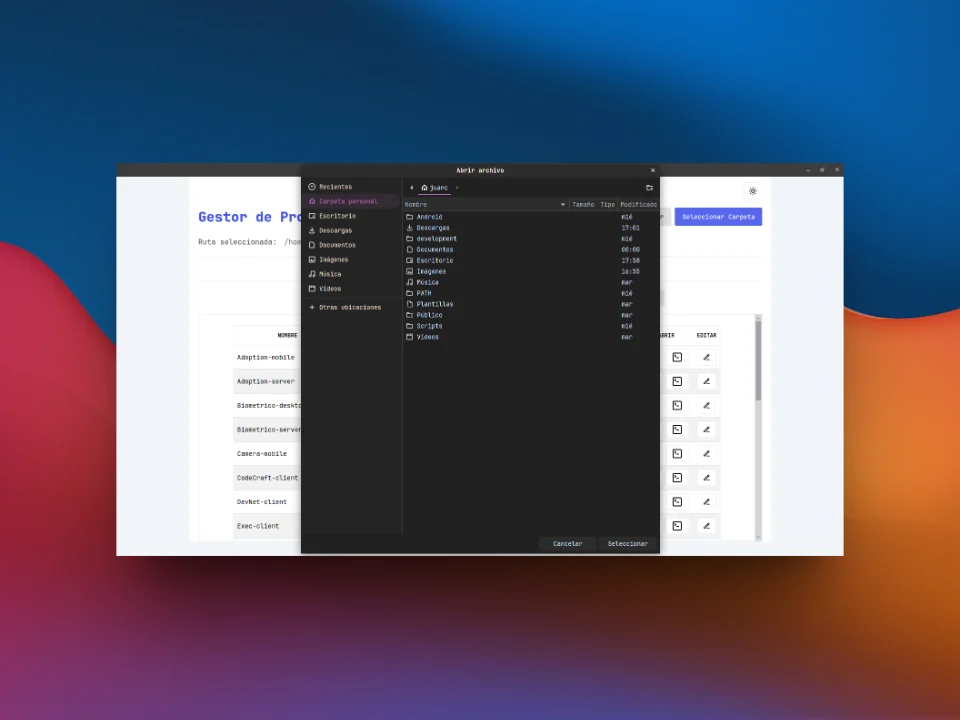 Abrir archivo
Recientes
Carpeta personal
Escritorio
Descargas
Documentos
Imágenes
Música
Vídeos
Otras ubicaciones
juanc
Nombre Tamaño Tipo Modificado
Android mié
Descargas 17:01
development mié
Documentos 00:00
Escritorio 17:58
Imágenes 16:55
Música mar
PATH mié
Plantillas mar
Público mar
Scripts mié
Vídeos mar
Cancelar Seleccionar
Gestor de Pro
Seleccionar Carpeta
Ruta seleccionada: /hom
NOMBRE BRIR EDITAR
Adoption-mobile
Adoption-server
Biometrico-deskto
Biometrico-server
Camera-mobile
CodeCraft-client
DevNet-client
Exec-client